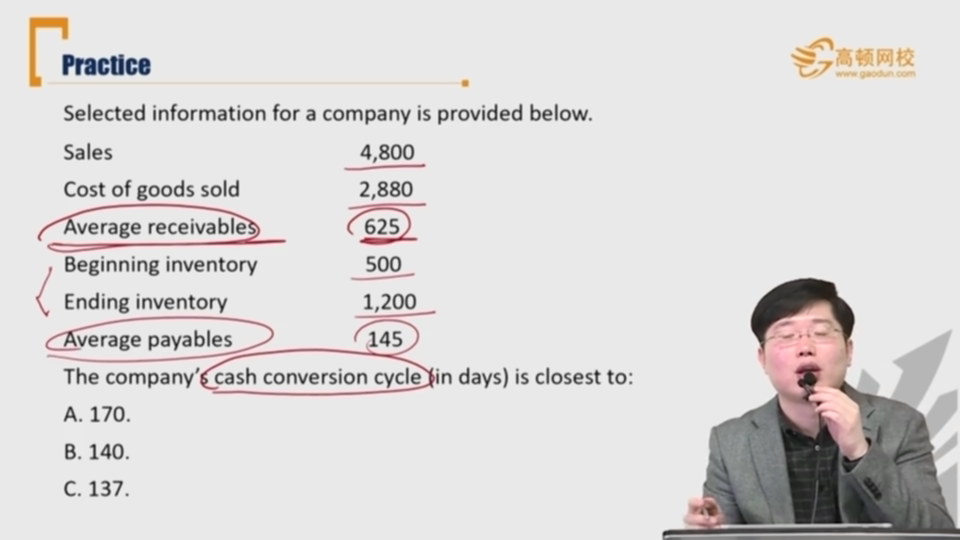 Practice
高顿网校
www.gaodun.com
Selected information for a company is provided below.
Sales 4,800
Cost of goods sold 2,880
Average receivables 625
Beginning inventory 500
Ending inventory 1,200
Average payables 145
The company's cash conversion cycle (in days) is closest to:
A. 170.
B. 140.
C. 137.